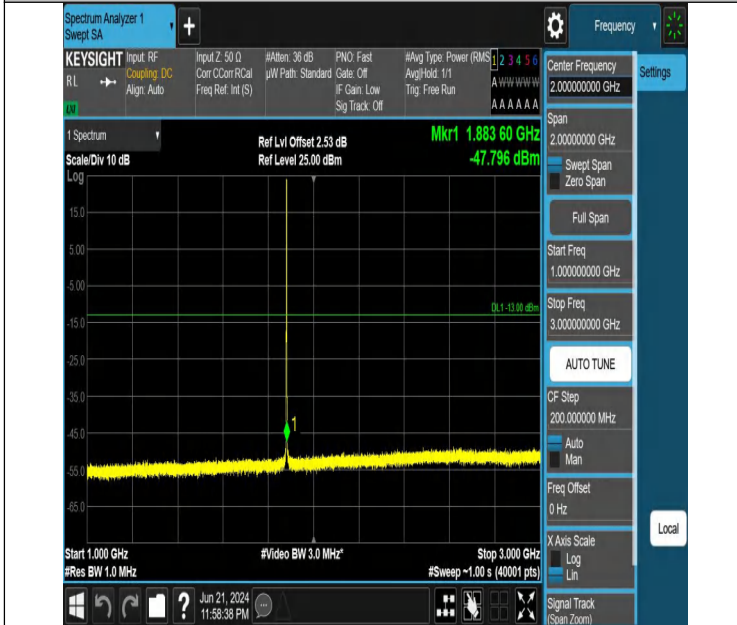 Spectrum Analyzer 1
Swept SA
+
Frequency
KEYSIGHT
RL
Input: RF
Coupling: DC
Align: Auto
Input Z: 50 Ω
Corr CCorr RCal
Freq Ref: Int (S)
#Atten: 36 dB
µW Path: Standard
PNO: Fast
Gate: Off
IF Gain: Low
Sig Track: Off
#Avg Type: Power (RMS
Avg|Hold: 1/1
Trig: Free Run
1 2 3 4 5 6
A W W W W W
A A A A A A
1 Spectrum
Scale/Div 10 dB
Log
Ref Lvl Offset 2.53 dB
Ref Level 25.00 dBm
Mkr1 1.883 60 GHz
-47.796 dBm
15.0
5.00
-5.00
DL1 -13.00 dBm
-15.0
-25.0
-35.0
1
-45.0
-55.0
-65.0
Start 1.000 GHz
#Res BW 1.0 MHz
#Video BW 3.0 MHz*
Stop 3.000 GHz
#Sweep ~1.00 s (40001 pts)
Center Frequency
2.000000000 GHz
Settings
Span
2.00000000 GHz
Swept Span
Zero Span
Full Span
Start Freq
1.000000000 GHz
Stop Freq
3.000000000 GHz
AUTO TUNE
CF Step
200.000000 MHz
Auto
Man
Freq Offset
0 Hz
X Axis Scale
Log
Lin
Local
Signal Track
(Span Zoom)
?
Jun 21, 2024
11:58:38 PM